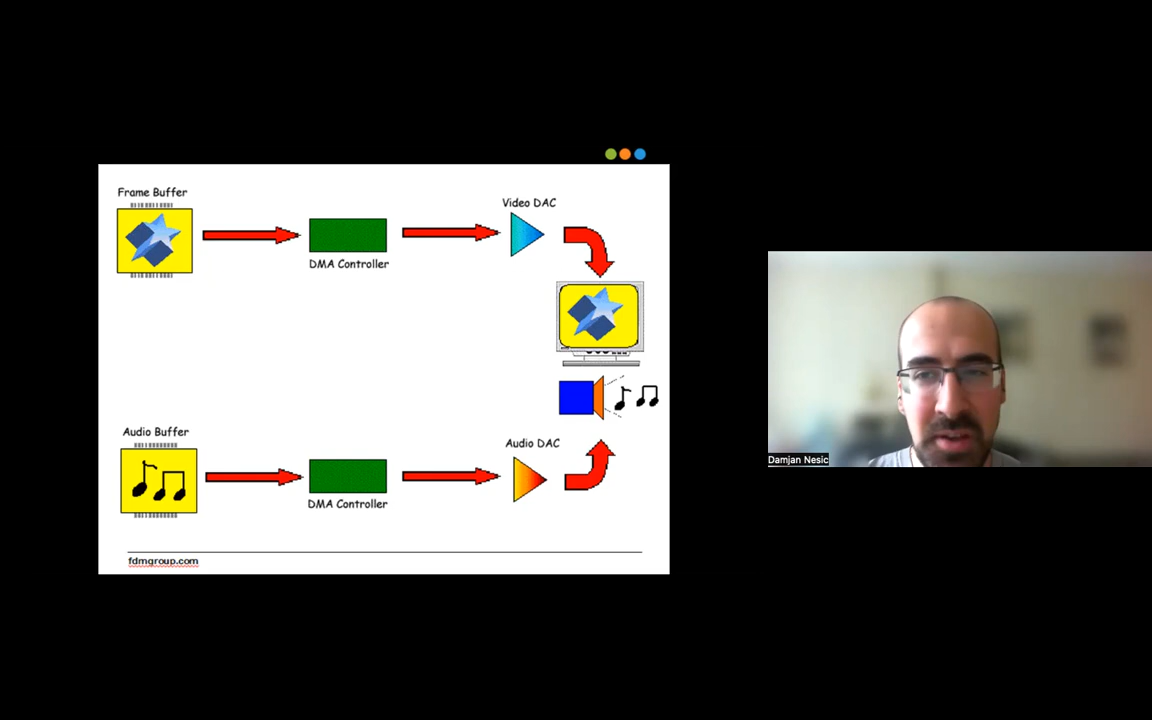 Frame Buffer
Video DAC
DMA Controller
Audio Buffer
Audio DAC
DMA Controller
fdmgroup.com
Damjan Nesic